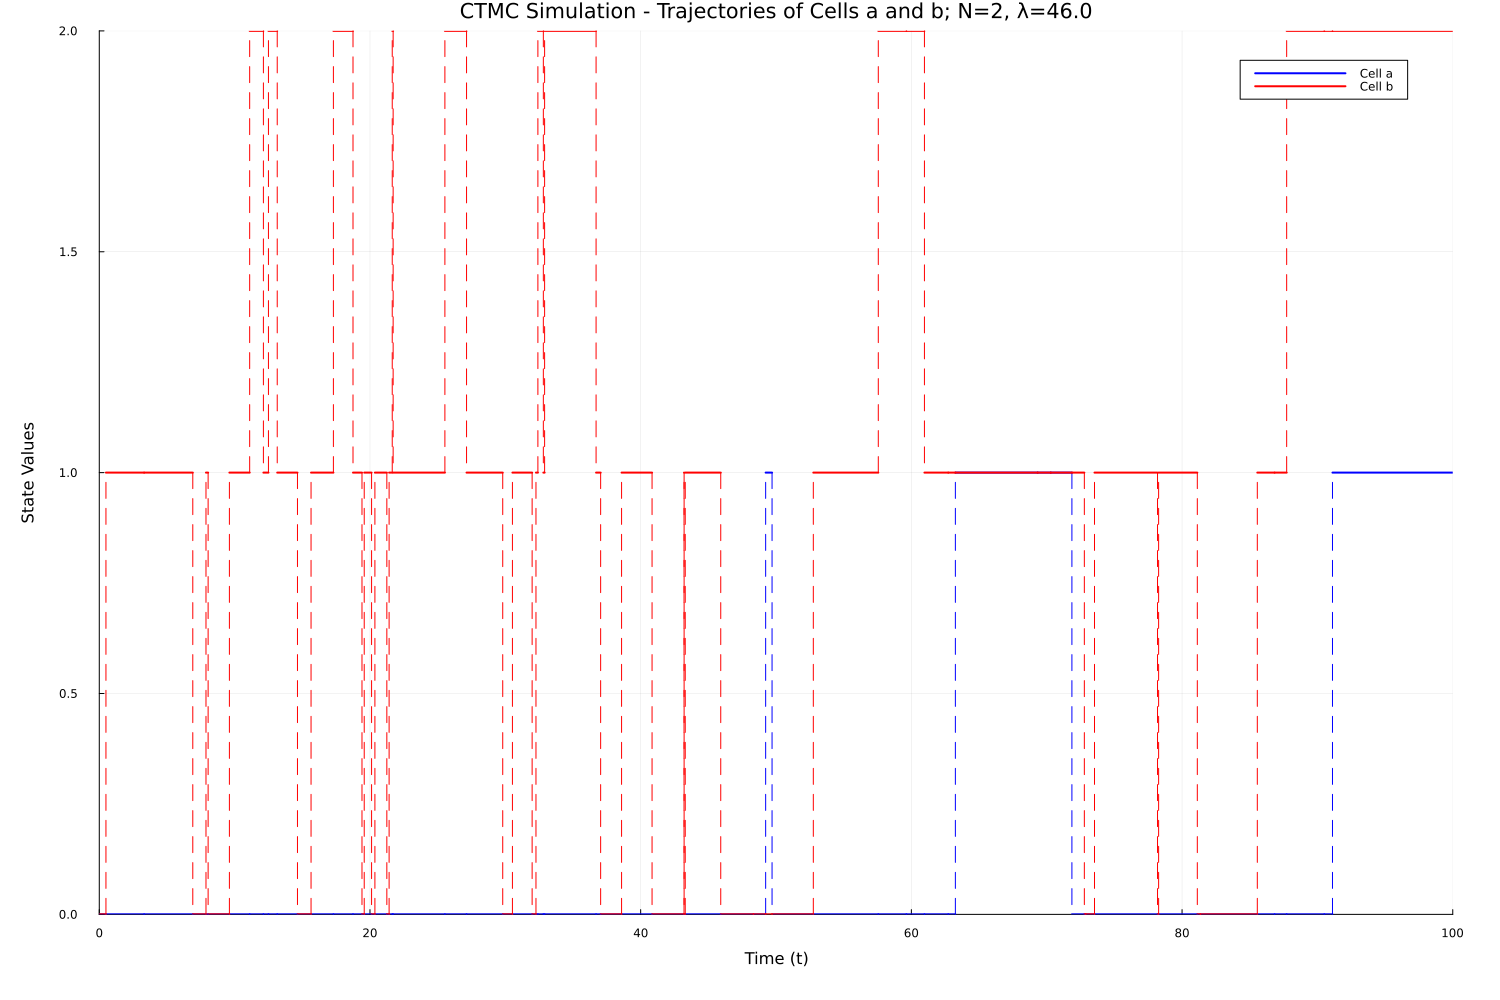 CTMC Simulation - Trajectories of Cells a and b; N=2, λ=46.0
2.0
Cell a
Cell b
1.5
1.0
State Values
0.5
0.0
0 20 40 60 80 100
Time (t)